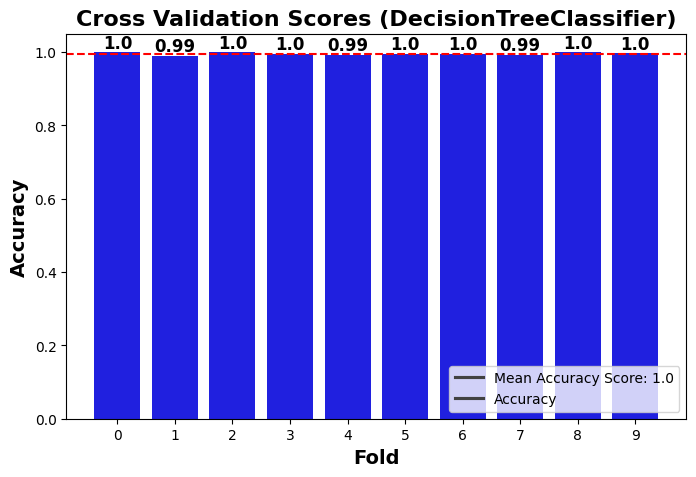 Cross Validation Scores (DecisionTreeClassifier)
1.0 0.99 1.0 1.0 0.99 1.0 1.0 0.99 1.0 1.0
1.0
0.8
0.6
0.4
0.2
0.0
Accuracy
Mean Accuracy Score: 1.0
Accuracy
0 1 2 3 4 5 6 7 8 9
Fold